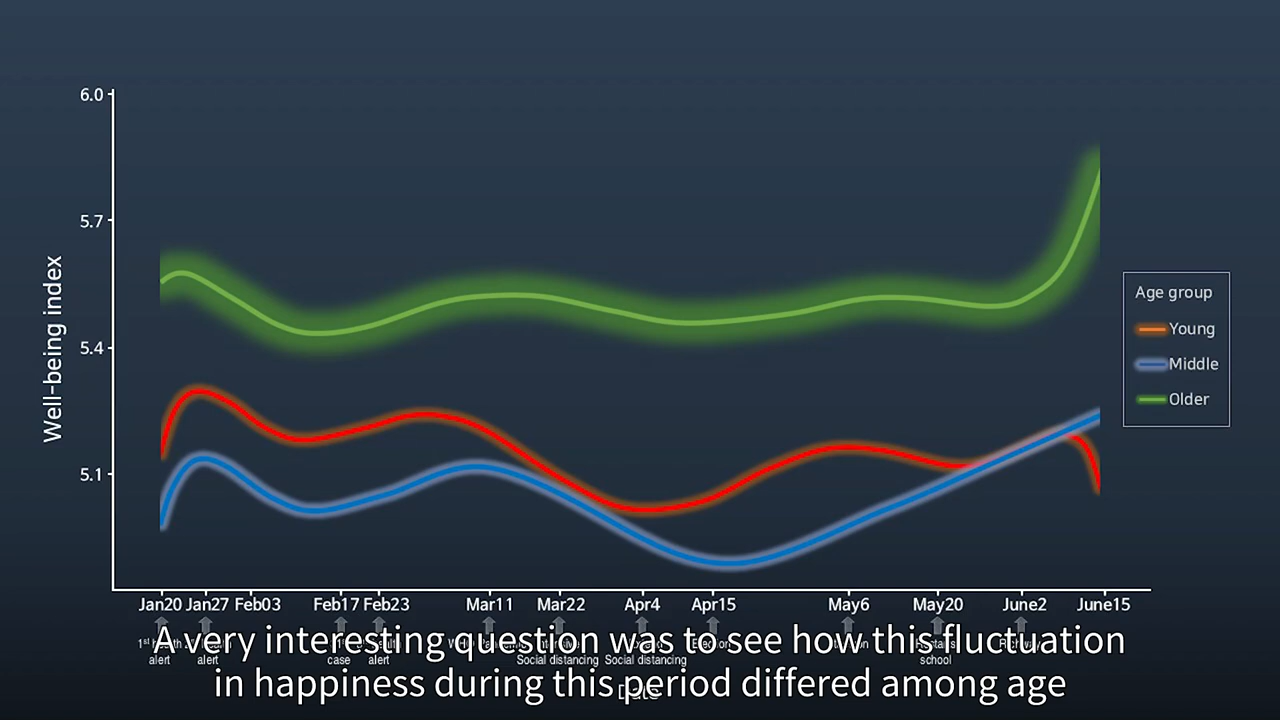 6.0
5.7
5.4
5.1
Well-being index
Age group
Young
Middle
Older
Jan20 Jan27 Feb03 Feb17 Feb23 Mar11 Mar22 Apr4 Apr15 May6 May20 June2 June15
alert alert case alert Social distancing Social distancing school
A very interesting question was to see how this fluctuation
in happiness during this period differed among age